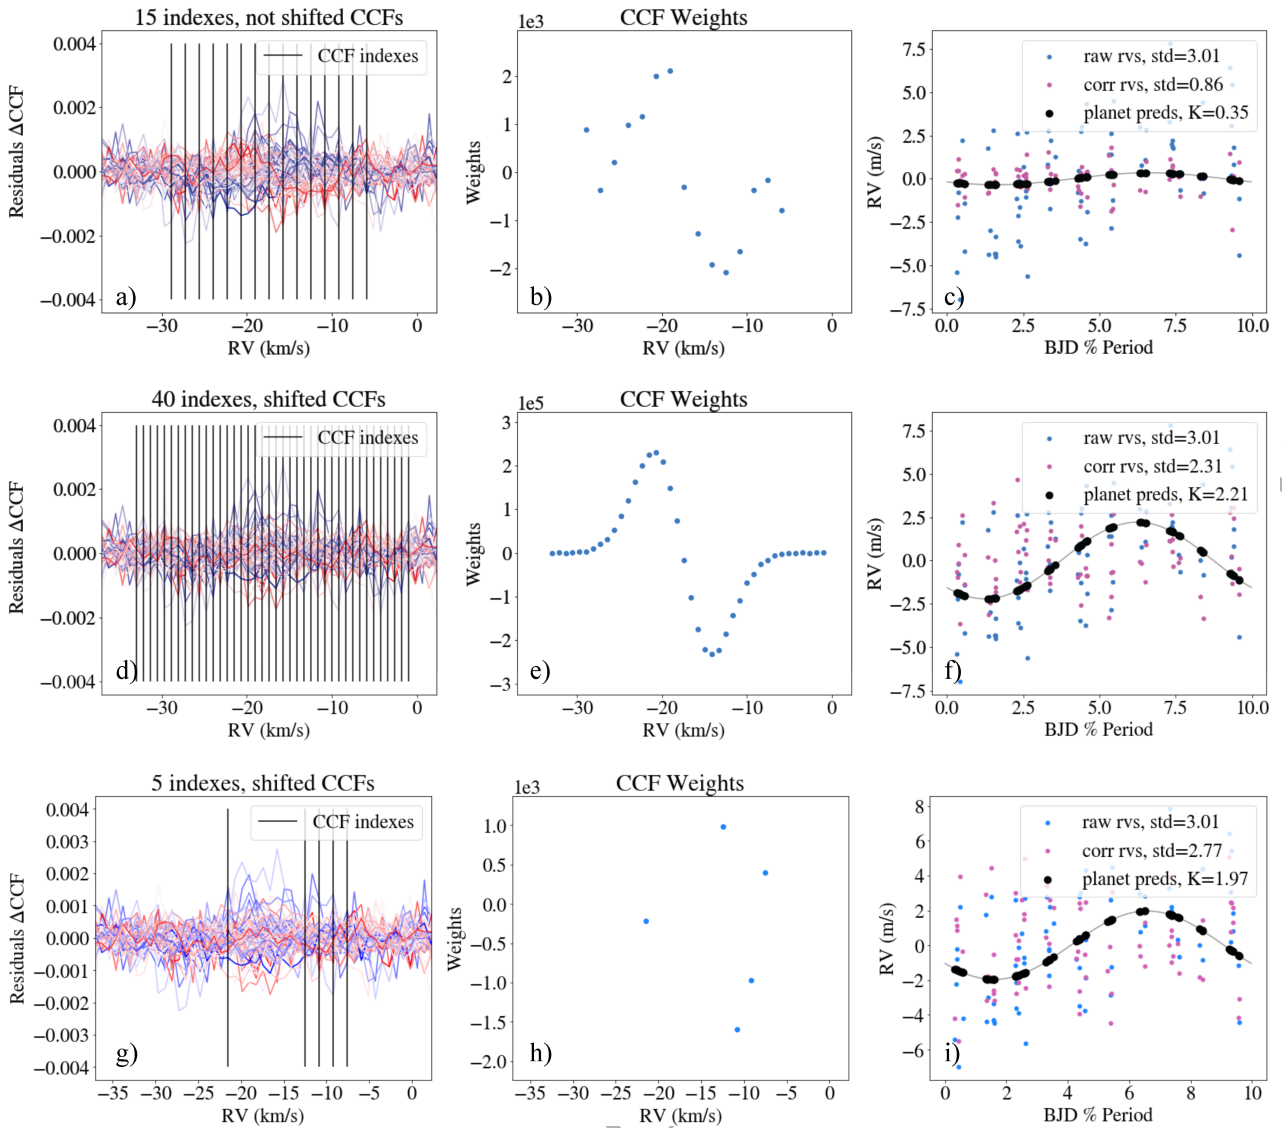 15 indexes, not shifted CCFs
CCF indexes
0.004
0.002
0.000
−0.002
−0.004
Residuals ΔCCF
a)
−30 −20 −10 0
RV (km/s)
CCF Weights
1e3
2
1
0
−1
−2
Weights
b)
−30 −20 −10 0
RV (km/s)
raw rvs, std=3.01
corr rvs, std=0.86
planet preds, K=0.35
7.5
5.0
2.5
0.0
−2.5
−5.0
−7.5
RV (m/s)
c)
0.0 2.5 5.0 7.5 10.0
BJD % Period
40 indexes, shifted CCFs
CCF indexes
0.004
0.002
0.000
−0.002
−0.004
Residuals ΔCCF
d)
−30 −20 −10 0
RV (km/s)
CCF Weights
1e5
3
2
1
0
−1
−2
−3
Weights
e)
−30 −20 −10 0
RV (km/s)
raw rvs, std=3.01
corr rvs, std=2.31
planet preds, K=2.21
7.5
5.0
2.5
0.0
−2.5
−5.0
−7.5
RV (m/s)
f)
0.0 2.5 5.0 7.5 10.0
BJD % Period
5 indexes, shifted CCFs
CCF indexes
0.004
0.003
0.002
0.001
0.000
−0.001
−0.002
−0.003
−0.004
Residuals ΔCCF
g)
−35 −30 −25 −20 −15 −10 −5 0
RV (km/s)
CCF Weights
1e3
1.0
0.5
0.0
−0.5
−1.0
−1.5
−2.0
Weights
h)
−35 −30 −25 −20 −15 −10 −5 0
RV (km/s)
raw rvs, std=3.01
corr rvs, std=2.77
planet preds, K=1.97
8
6
4
2
0
−2
−4
−6
RV (m/s)
i)
0 2 4 6 8 10
BJD % Period